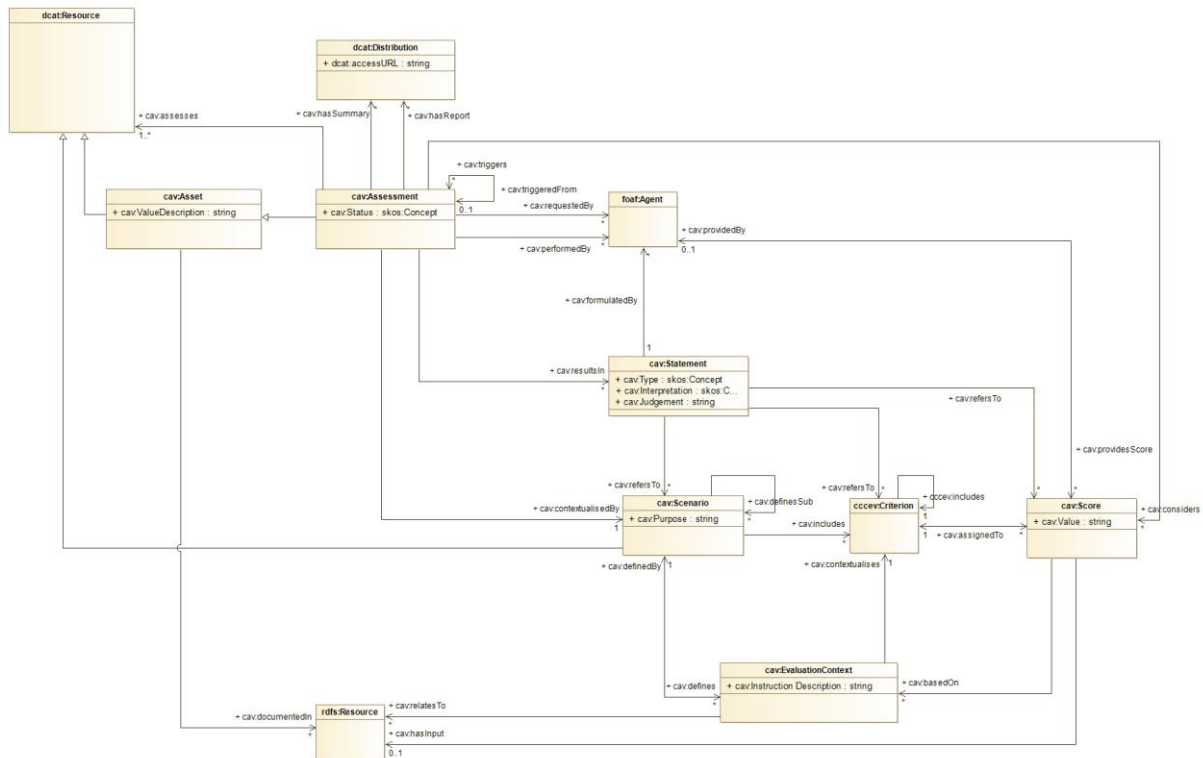 dcat:Resource
dcat:Distribution
+ dcat:accessURL : string
+ cav:assesses
1..*
+ cav:hasSummary
*
*
+ cav:hasReport
+ cav:triggers
*
+ cav:triggeredFrom
0..1
cav:Asset
+ cav:ValueDescription : string
cav:Assessment
+ cav:Status : skos:Concept
+ cav:requestedBy
*
+ cav:performedBy
*
foaf:Agent
+ cav:providedBy
0..1
*
+ cav:formulatedBy
1
cav:Statement
+ cav:Type : skos:Concept
+ cav:Interpretation : skos:C...
+ cav:Judgement : string
+ cav:resultsIn
*
+ cav:refersTo
+ cav:providesScore
+ cav:refersTo
*
+ cav:refersTo
*
*
*
cav:Scenario
+ cav:Purpose : string
+ cav:definesSub
*
+ cav:contextualisedBy
1
cccev:Criterion
+ cccev:includes
1
+ cav:includes
*
1
+ cav:assignedTo
*
cav:Score
+ cav:Value : string
+ cav:considers
*
+ cav:definedBy
1
+ cav:contextualises
1
cav:EvaluationContext
+ cav:Instruction Description : string
+ cav:defines
*
+ cav:basedOn
*
+ cav:documentedIn
*
rdfs:Resource
+ cav:relatesTo
*
+ cav:hasInput
0..1